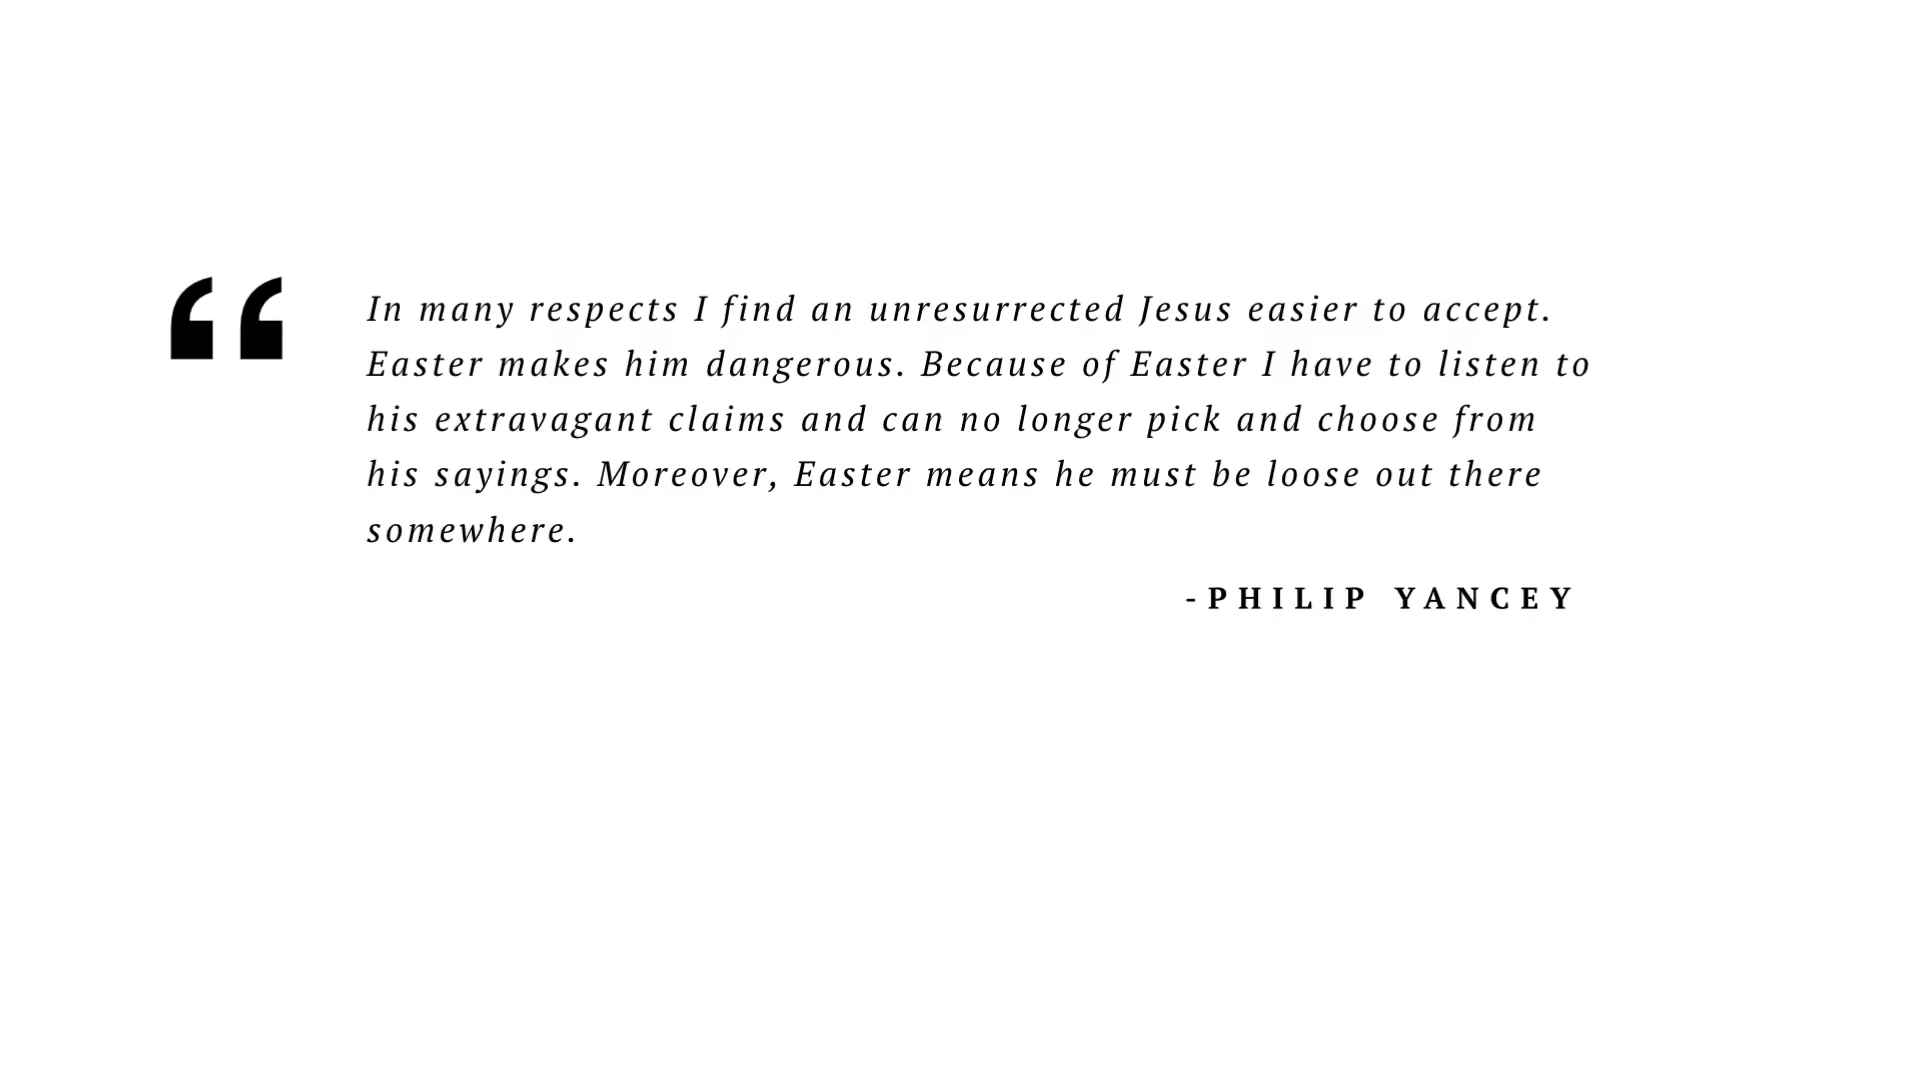 “
In many respects I find an unresurrected Jesus easier to accept.
Easter makes him dangerous. Because of Easter I have to listen to
his extravagant claims and can no longer pick and choose from
his sayings. Moreover, Easter means he must be loose out there
somewhere.
-PHILIP YANCEY